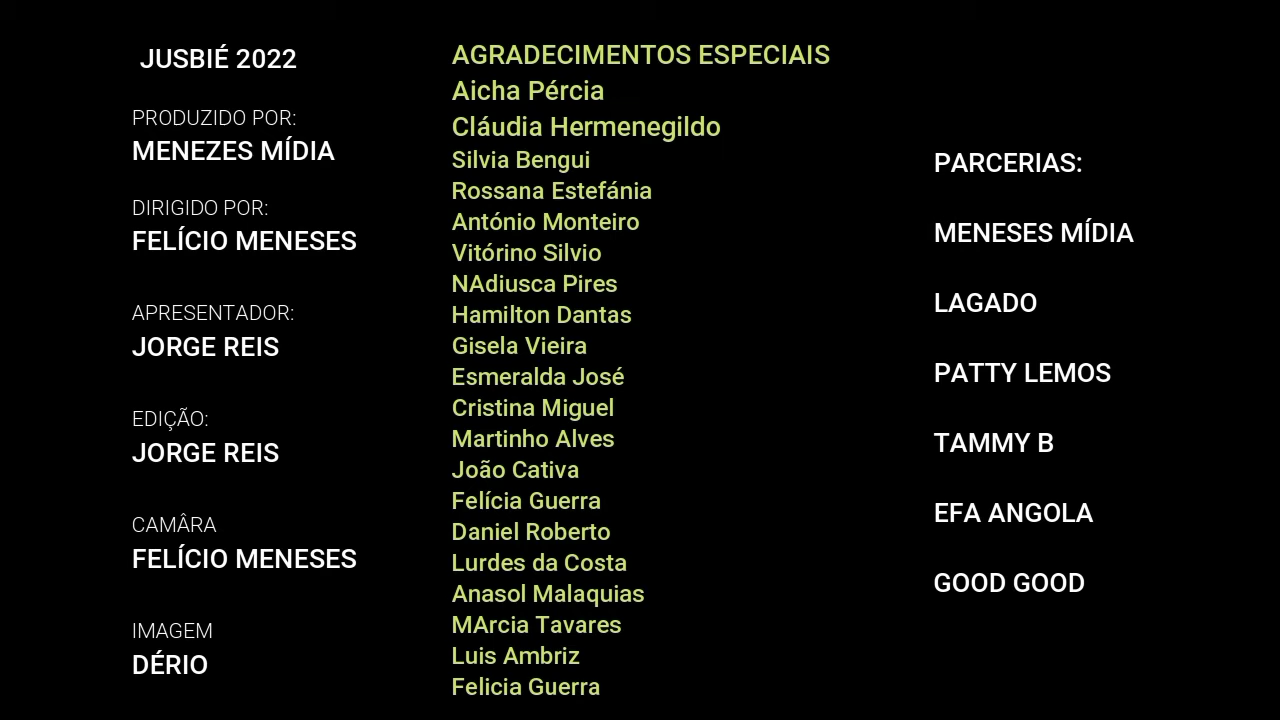 JUSBIÉ 2022
PRODUZIDO POR:
MENEZES MÍDIA
DIRIGIDO POR:
FELÍCIO MENESES
APRESENTADOR:
JORGE REIS
EDIÇÃO:
JORGE REIS
CAMÂRA
FELÍCIO MENESES
IMAGEM
DÉRIO
AGRADECIMENTOS ESPECIAIS
Aicha Pércia
Cláudia Hermenegildo
Silvia Bengui
Rossana Estefánia
António Monteiro
Vitórino Silvio
NAdiusca Pires
Hamilton Dantas
Gisela Vieira
Esmeralda José
Cristina Miguel
Martinho Alves
João Cativa
Felícia Guerra
Daniel Roberto
Lurdes da Costa
Anasol Malaquias
MArcia Tavares
Luis Ambriz
Felicia Guerra
PARCERIAS:
MENESES MÍDIA
LAGADO
PATTY LEMOS
TAMMY B
EFA ANGOLA
GOOD GOOD